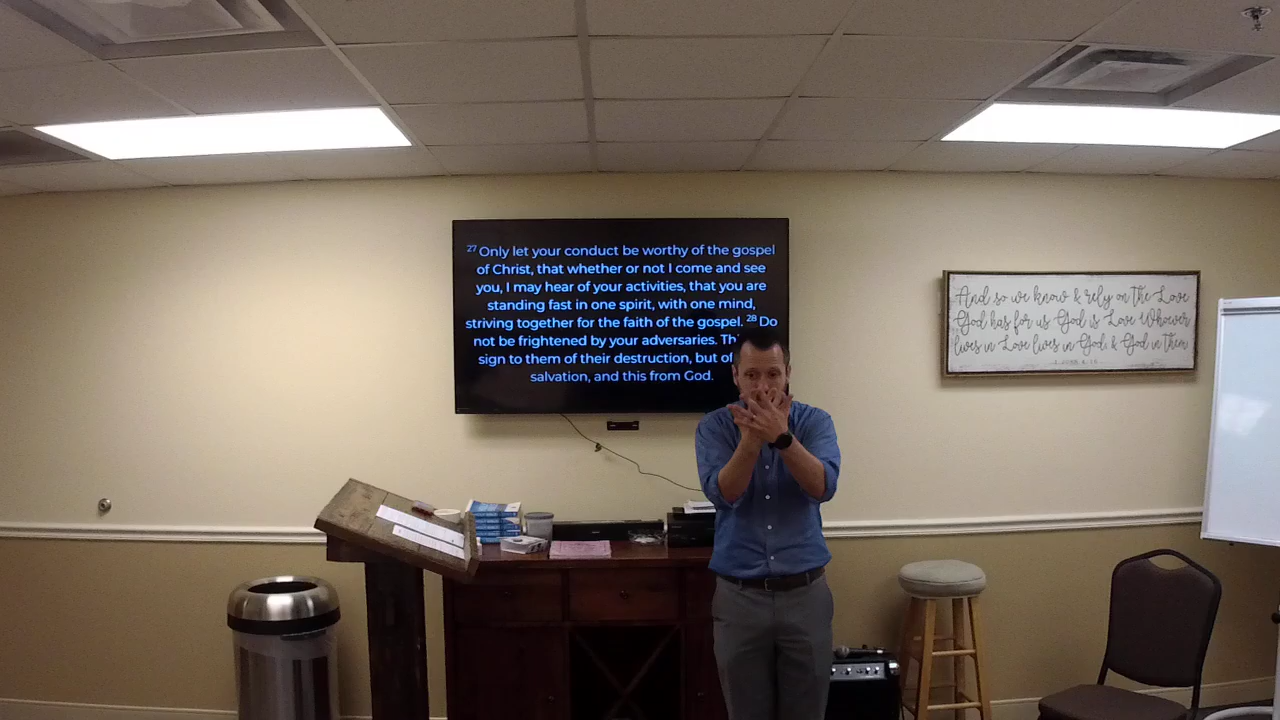 27 Only let your conduct be worthy of the gospel
of Christ, that whether or not I come and see
you, I may hear of your activities, that you are
standing fast in one spirit, with one mind,
striving together for the faith of the gospel. 28 Do
not be frightened by your adversaries.
sign to them of their destruction, but of
salvation, and this from God.
And so we know & rely on the Love
God has for us God is Love Whoever
lives in Love lives in God, & God in them